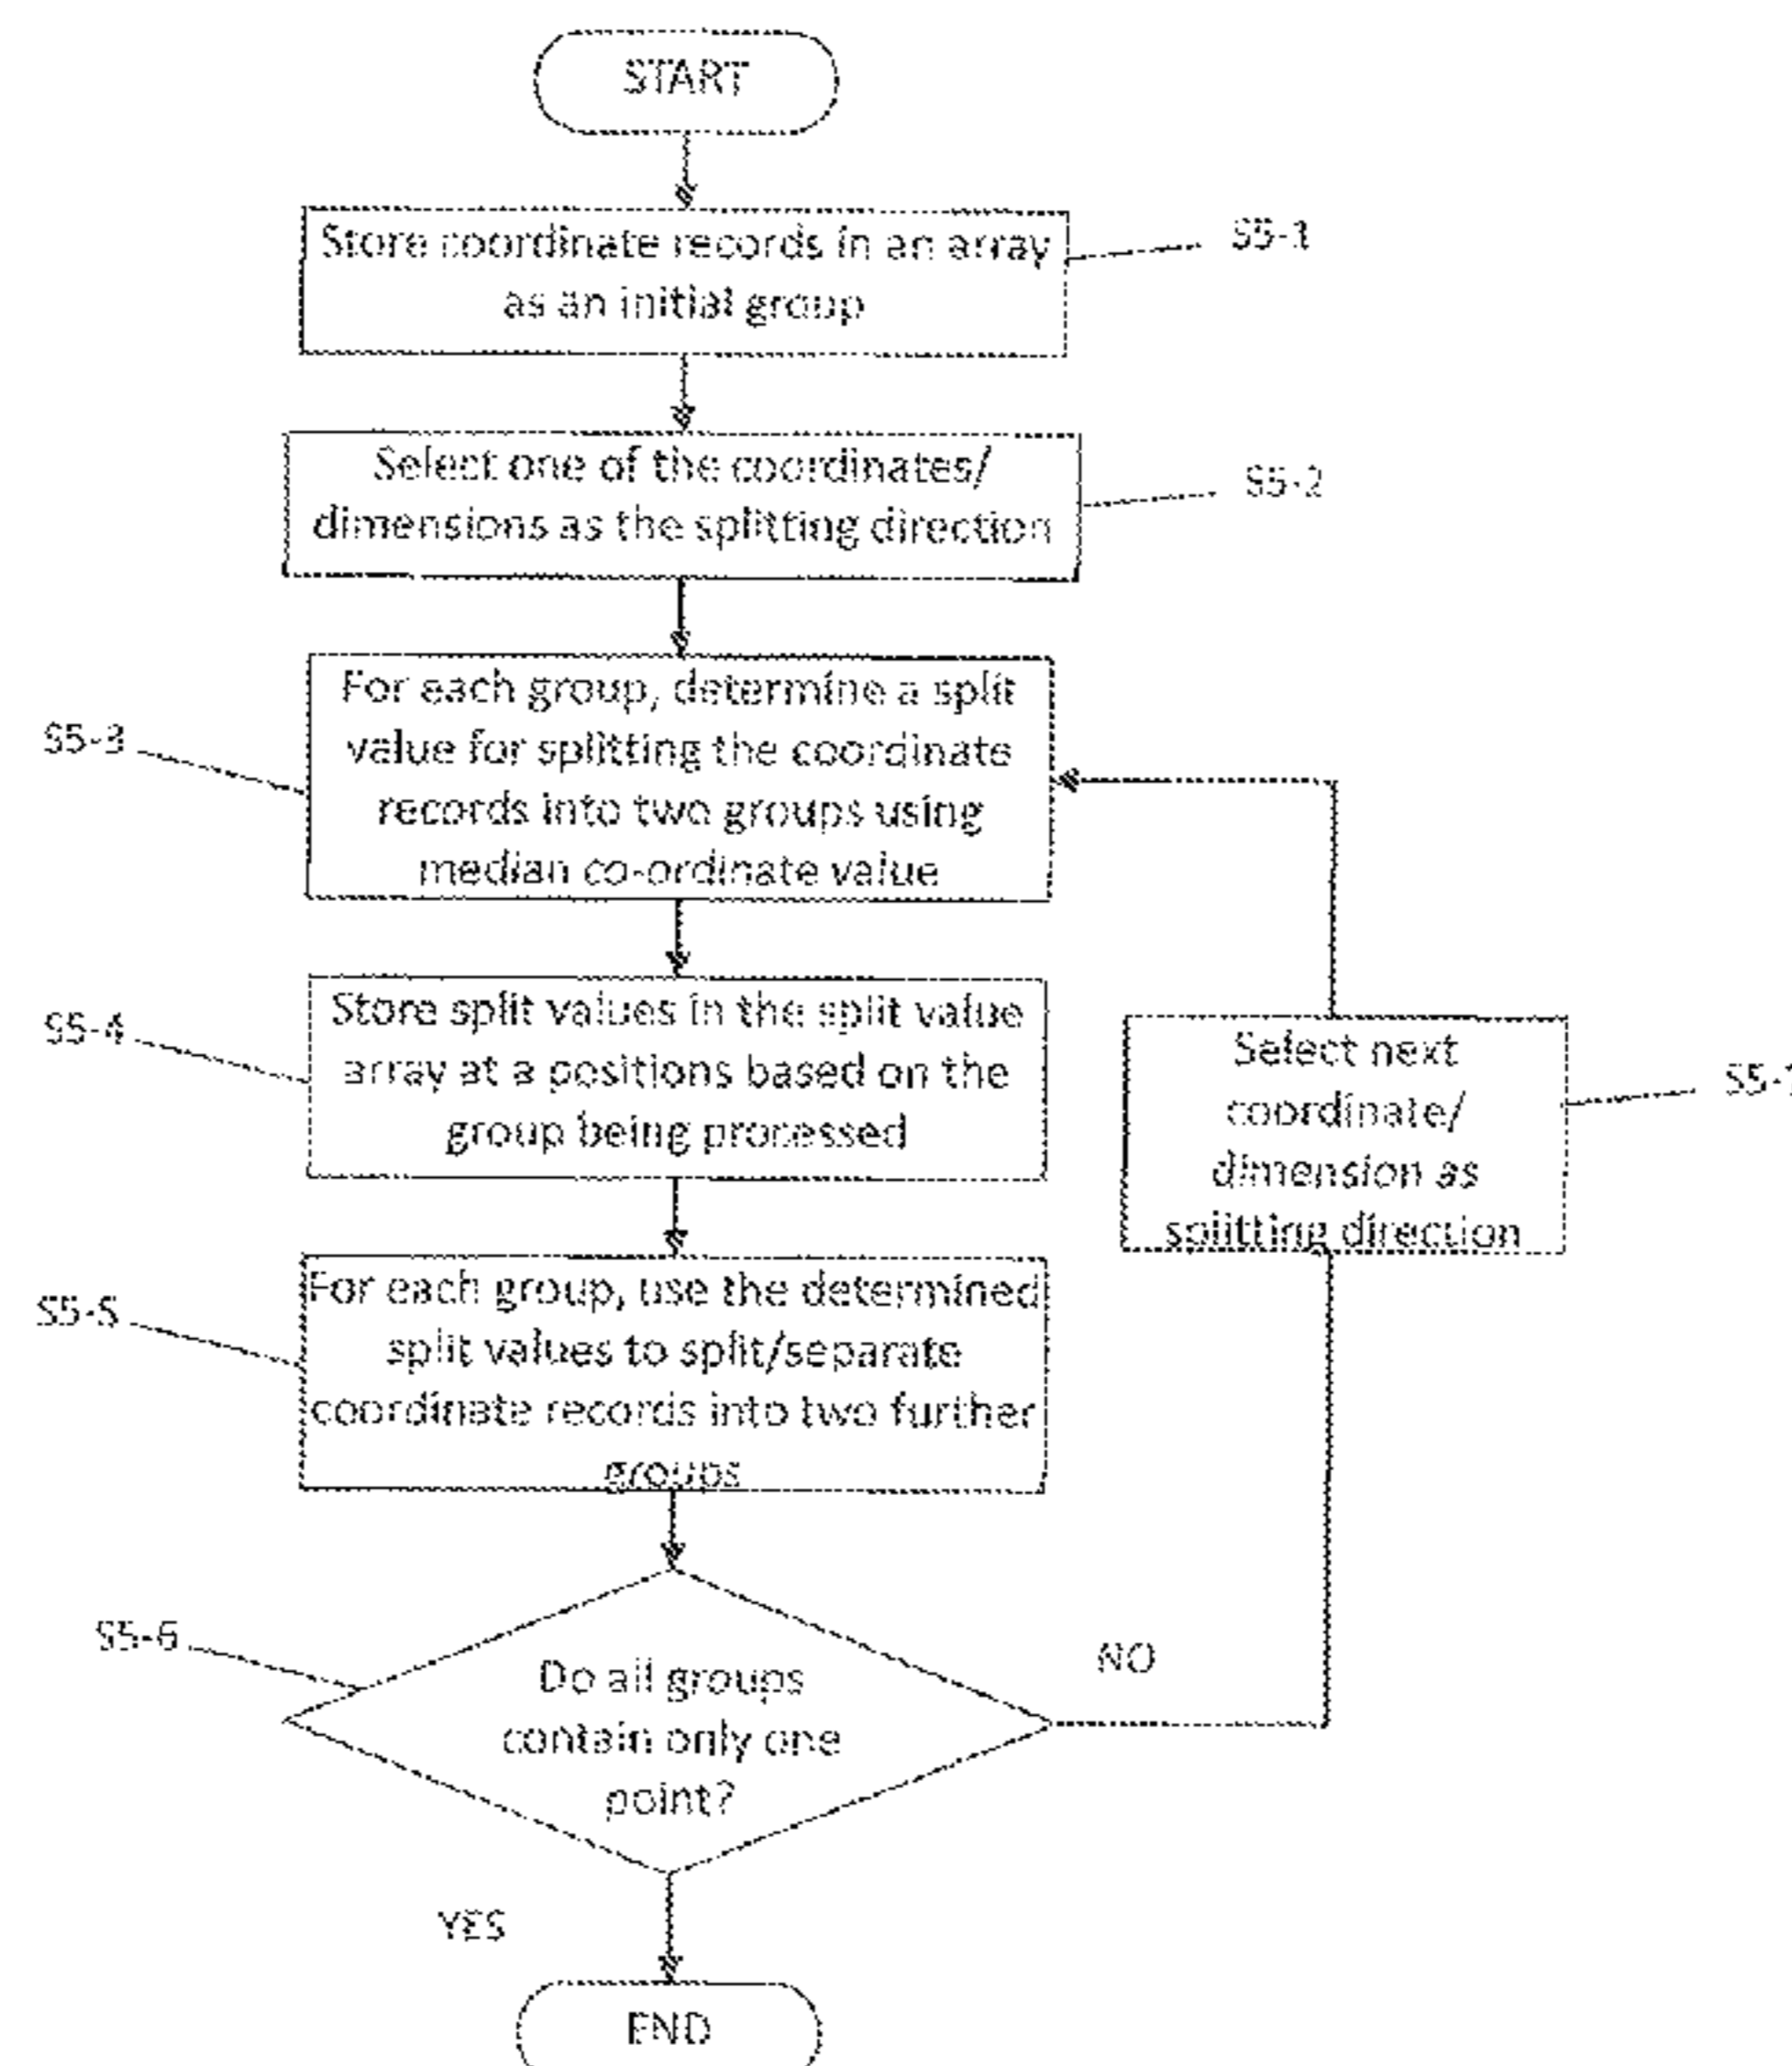 START
Store coordinate records in an array
as an initial group
S5-1
Select one of the coordinates/
dimensions as the splitting direction
S5-2
For each group, determine a split
value for splitting the coordinate
records into two groups using
median co-ordinate value
S5-3
Store split values in the split value
array at a positions based on the
group being processed
S5-4
Select next
coordinate/
dimension as
splitting direction
For each group, use the determined
split values to split/separate
coordinate records into two further
groups
S5-5
Do all groups
contain only one
point?
S5-6
NO
YES
END